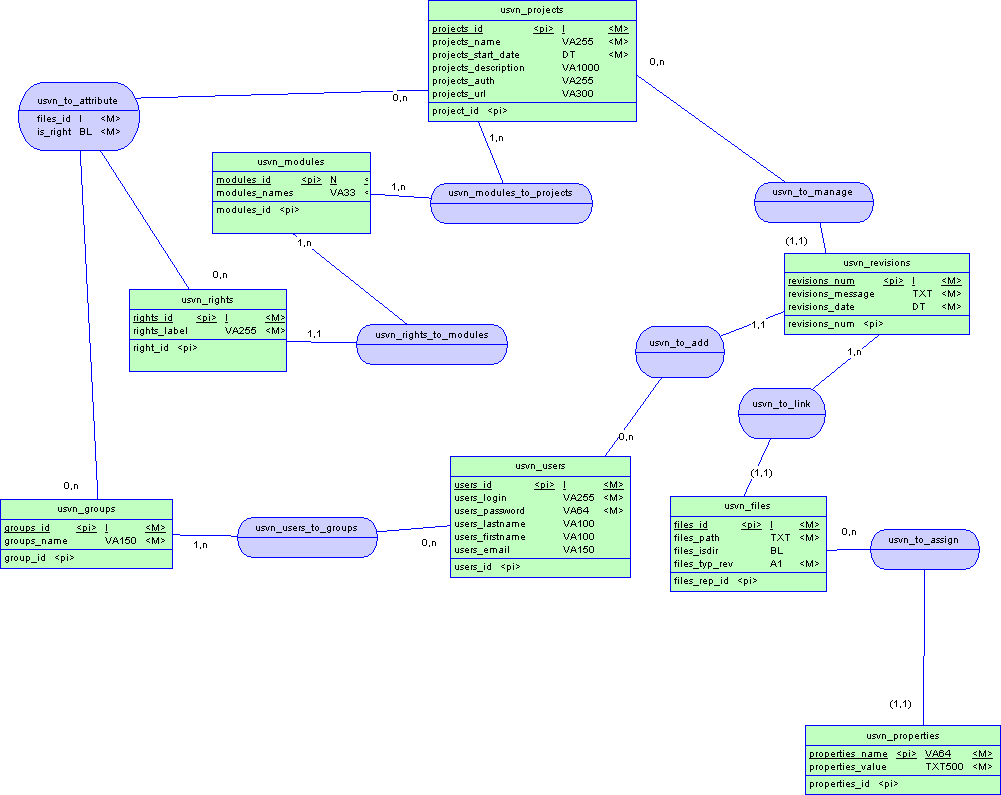 usvn_projects
projects_id <pi> I <M>
projects_name VA255 <M>
projects_start_date DT <M>
projects_description VA1000
projects_auth VA255
projects_url VA300
project_id <pi>
0,n
0,n
1,n
usvn_to_attribute
files_id I <M>
is_right BL <M>
usvn_modules
modules_id <pi> N <
modules_names VA33 <
modules_id <pi>
1,n
1,n
usvn_modules_to_projects
usvn_to_manage
(1,1)
usvn_revisions
revisions_num <pi> I <M>
revisions_message TXT <M>
revisions_date DT <M>
revisions_num <pi>
1,1
1,n
0,n
usvn_rights
rights_id <pi> I <M>
rights_label VA255 <M>
right_id <pi>
1,1
usvn_rights_to_modules
usvn_to_add
0,n
usvn_to_link
(1,1)
usvn_users
users_id <pi> I <M>
users_login VA255 <M>
users_password VA64 <M>
users_lastname VA100
users_firstname VA100
users_email VA150
users_id <pi>
0,n
0,n
usvn_groups
groups_id <pi> I <M>
groups_name VA150 <M>
group_id <pi>
1,n
usvn_users_to_groups
usvn_files
files_id <pi> I <M>
files_path TXT <M>
files_isdir BL
files_typ_rev A1 <M>
files_rep_id <pi>
0,n
usvn_to_assign
(1,1)
usvn_properties
properties_name <pi> VA64 <M>
properties_value TXT500 <M>
properties_id <pi>